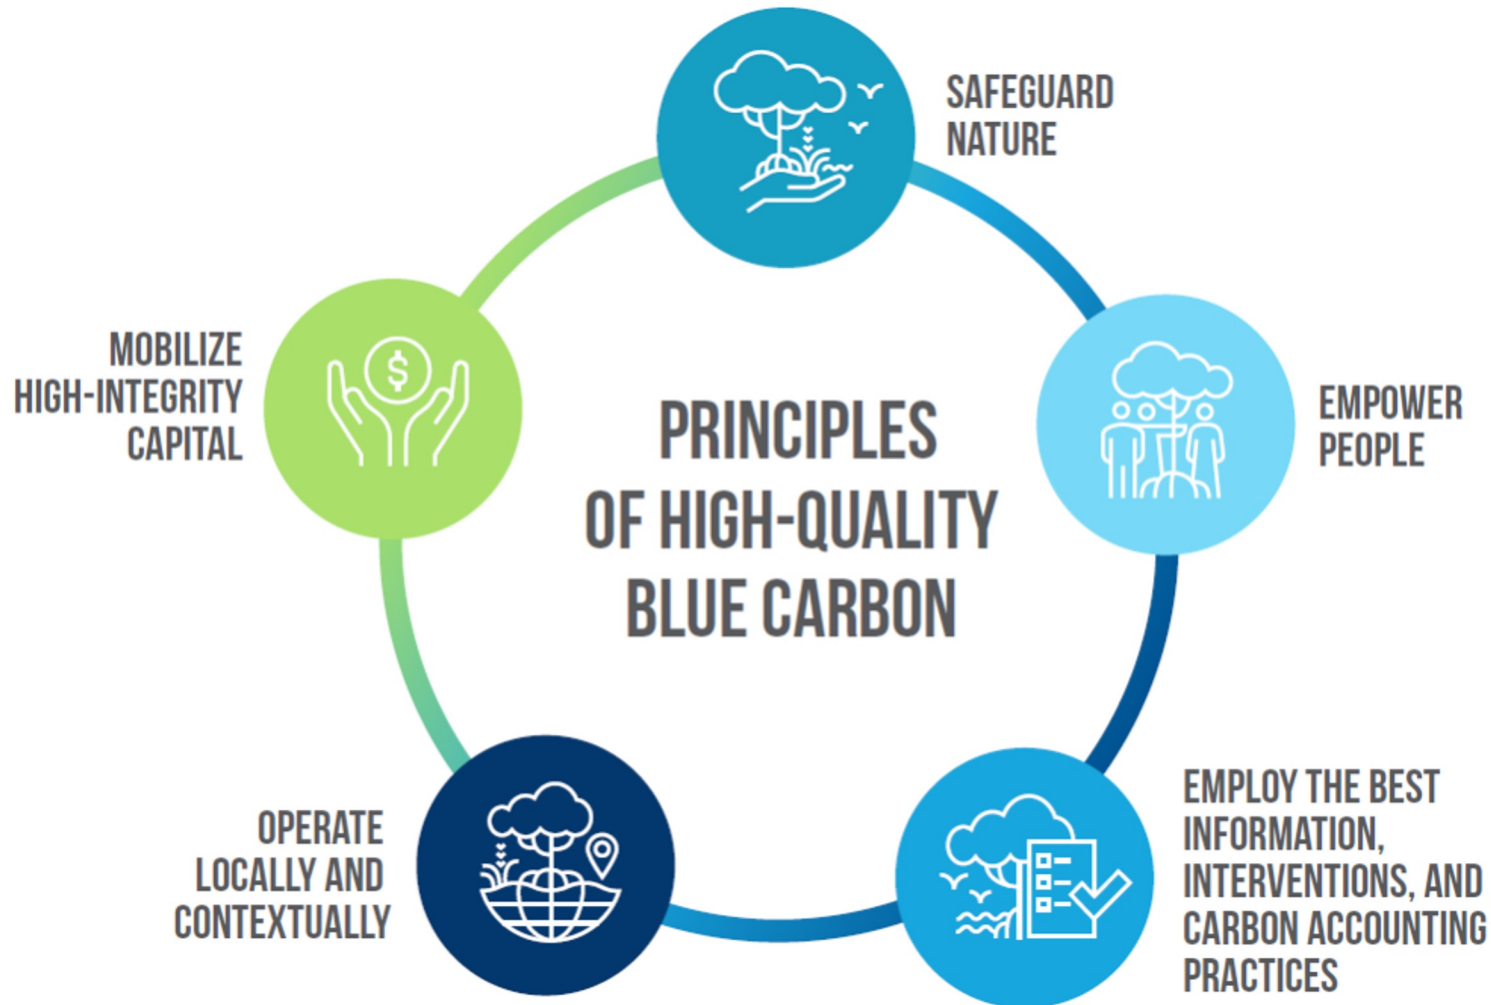 SAFEGUARD
NATURE
EMPOWER
PEOPLE
EMPLOY THE BEST
INFORMATION,
INTERVENTIONS, AND
CARBON ACCOUNTING
PRACTICES
OPERATE
LOCALLY AND
CONTEXTUALLY
MOBILIZE
HIGH-INTEGRITY
CAPITAL
$
PRINCIPLES
OF HIGH-QUALITY
BLUE CARBON